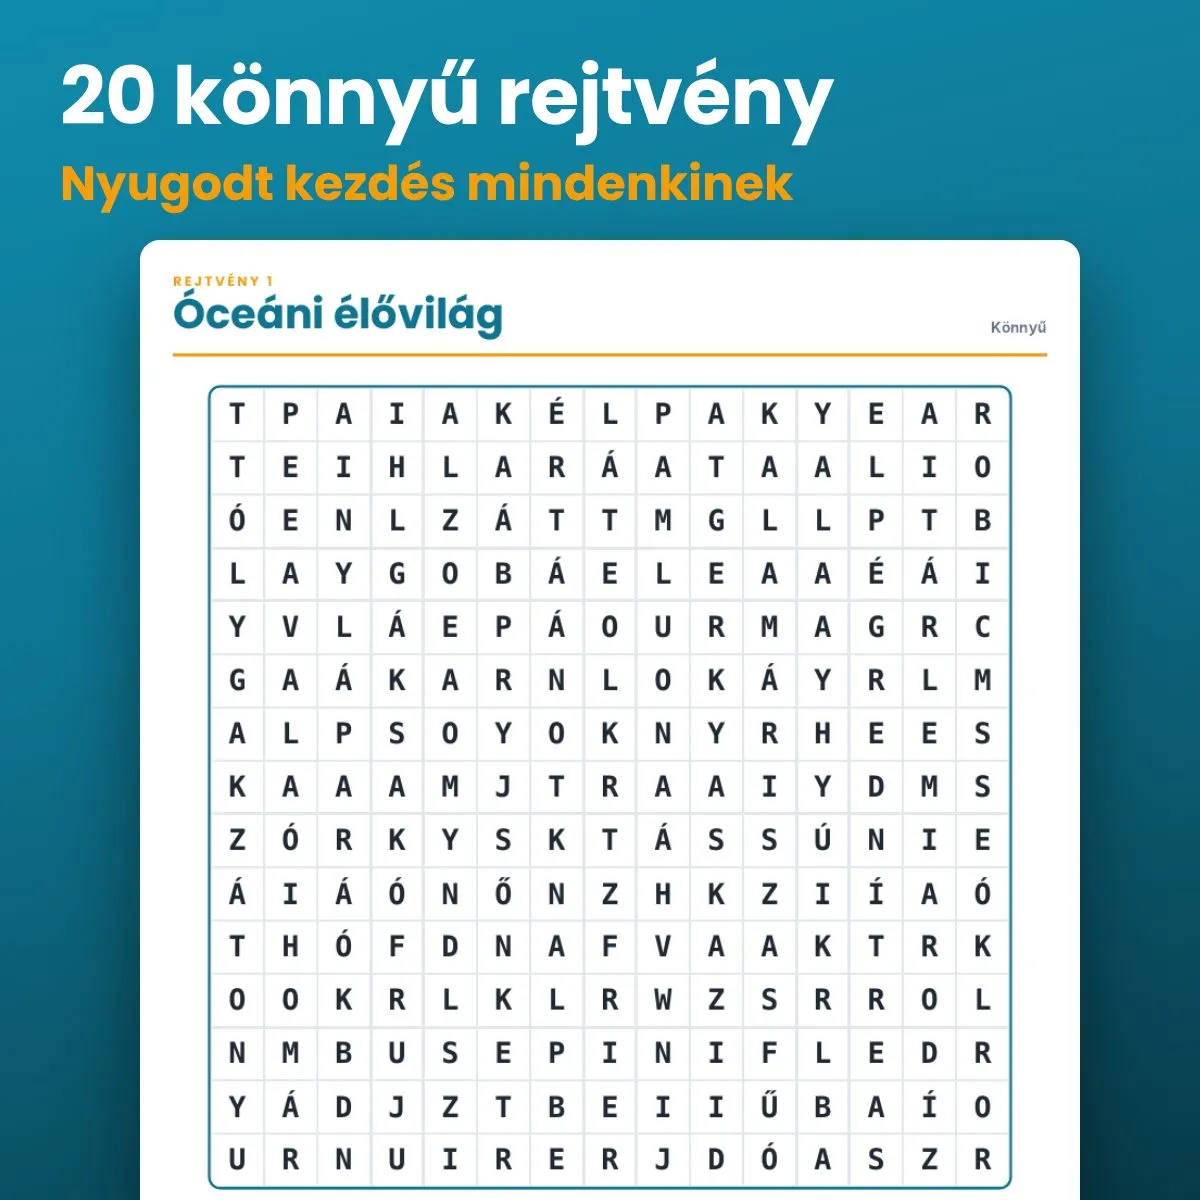 20 könnyű rejtvény
Nyugodt kezdés mindenkinek
REJTVÉNY 1
Óceáni élővilág
Könnyű
T P A I A K É L P A K Y E A R
T E I H L A R Á A T A A L I O
Ó E N L Z Á T T M G L L P T B
L A Y G O B Á E L E A A É Á I
Y V L Á E P Á O U R M A G R C
G A Á K A R N L O K Á Y R L M
A L P S O Y O K N Y R H E E S
K A A A M J T R A A I Y D M S
Z Ó R K Y S K T Á S S Ú N I E
Á I Á Ó N Ő N Z H K Z I Í A Ó
T H Ó F D N A F V A A K T R K
O O K R L K L R W Z S R R O L
N M B U S E P I N I F L E D R
Y Á D J Z T B E I I Ű B A Í O
U R N U I R E R J D Ó A S Z R